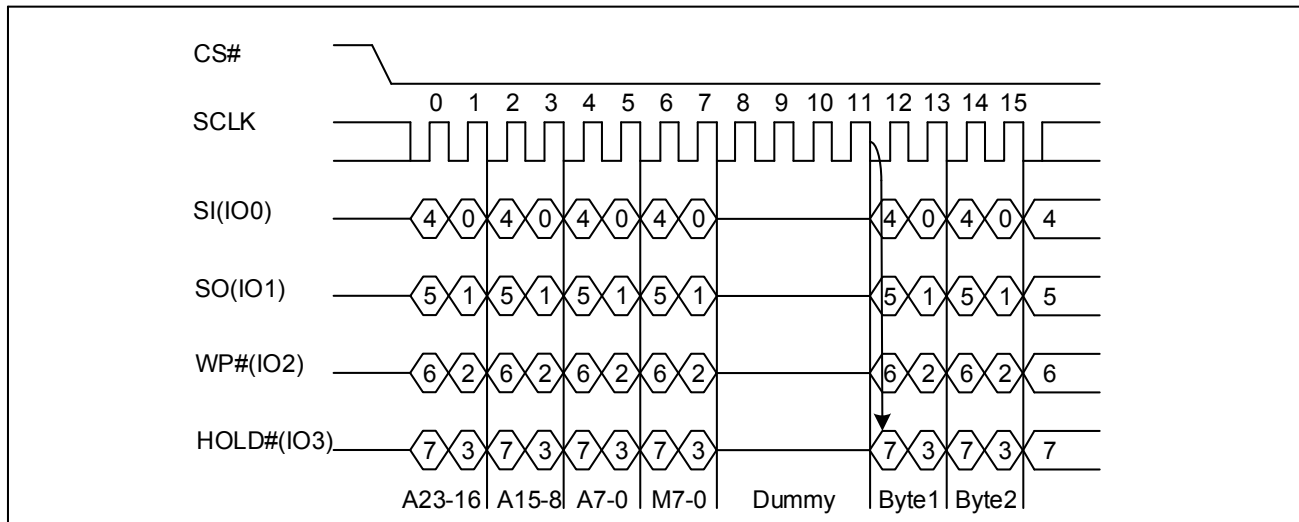 CS#
0 1 2 3 4 5 6 7 8 9 10 11 12 13 14 15
SCLK
SI(IO0) 4 0 4 0 4 0 4 0 4 0 4 0 4
SO(IO1) 5 1 5 1 5 1 5 1 5 1 5 1 5
WP#(IO2) 6 2 6 2 6 2 6 2 6 2 6 2 6
HOLD#(IO3) 7 3 7 3 7 3 7 3 7 3 7 3 7
A23-16 A15-8 A7-0 M7-0 Dummy Byte1 Byte2